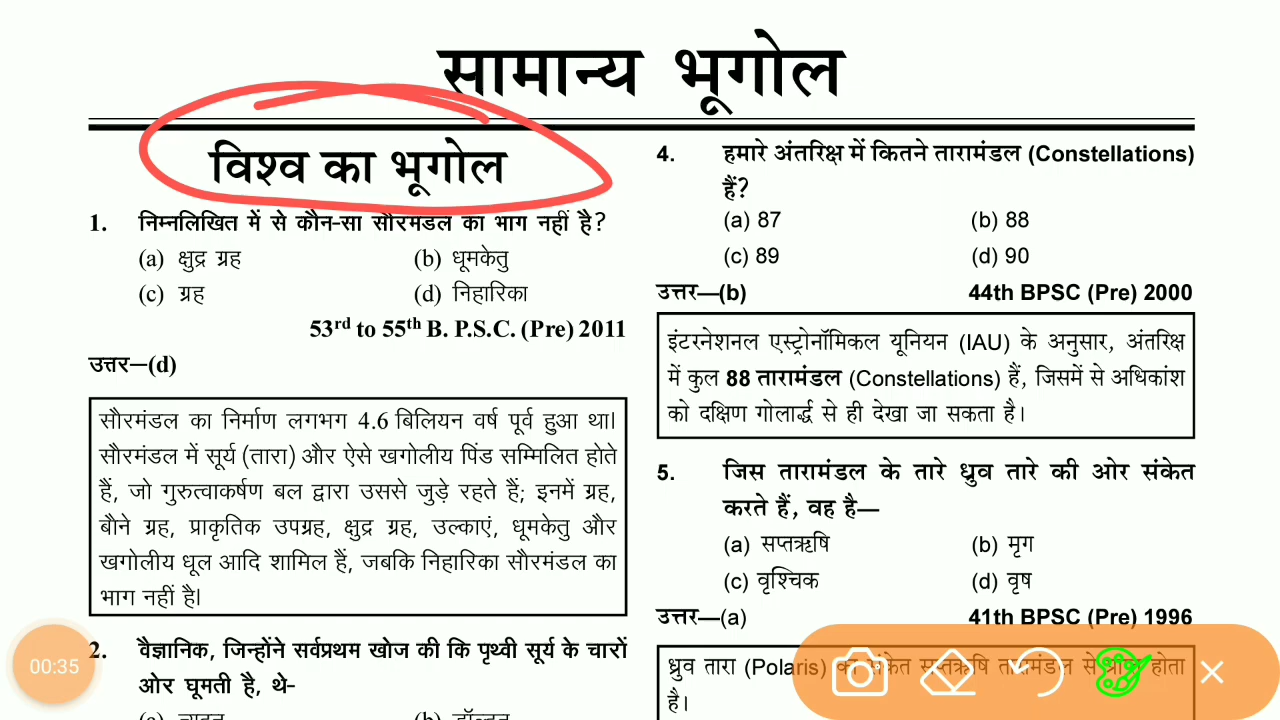 सामान्य भूगोल
विश्व का भूगोल
1. निम्नलिखित में से कौन-सा सौरमंडल का भाग नहीं है?
(a) क्षुद्र ग्रह (b) धूमकेतु
(c) ग्रह (d) निहारिका
53rd to 55th B. P.S.C. (Pre) 2011
उत्तर–(d)
सौरमंडल का निर्माण लगभग 4.6 बिलियन वर्ष पूर्व हुआ था।
सौरमंडल में सूर्य (तारा) और ऐसे खगोलीय पिंड सम्मिलित होते
हैं, जो गुरुत्वाकर्षण बल द्वारा उससे जुड़े रहते हैं; इनमें ग्रह,
बौने ग्रह, प्राकृतिक उपग्रह, क्षुद्र ग्रह, उल्काएं, धूमकेतु और
खगोलीय धूल आदि शामिल हैं, जबकि निहारिका सौरमंडल का
भाग नहीं है।
2. वैज्ञानिक, जिन्होंने सर्वप्रथम खोज की कि पृथ्वी सूर्य के चारों
ओर घूमती है, थे-
4. हमारे अंतरिक्ष में कितने तारामंडल (Constellations)
हैं?
(a) 87 (b) 88
(c) 89 (d) 90
उत्तर—(b) 44th BPSC (Pre) 2000
इंटरनेशनल एस्ट्रोनॉमिकल यूनियन (IAU) के अनुसार, अंतरिक्ष
में कुल 88 तारामंडल (Constellations) हैं, जिसमें से अधिकांश
को दक्षिण गोलार्द्ध से ही देखा जा सकता है।
5. जिस तारामंडल के तारे ध्रुव तारे की ओर संकेत
करते हैं, वह है—
(a) सप्तऋषि (b) मृग
(c) वृश्चिक (d) वृष
उत्तर—(a) 41th BPSC (Pre) 1996
ध्रुव तारा (Polaris) का संकेत सप्तऋषि तारामंडल से प्राप्त होता
है।
00:35